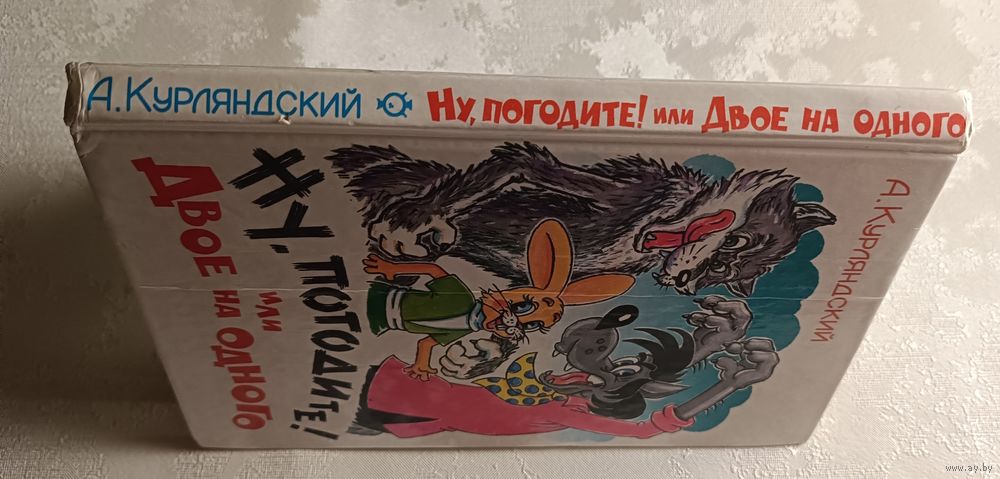 А.Курляндский Ну, погодите! или Двое на одного
А.Курляндский
Ну, погодите!
или
Двое на одного
www.ay.by